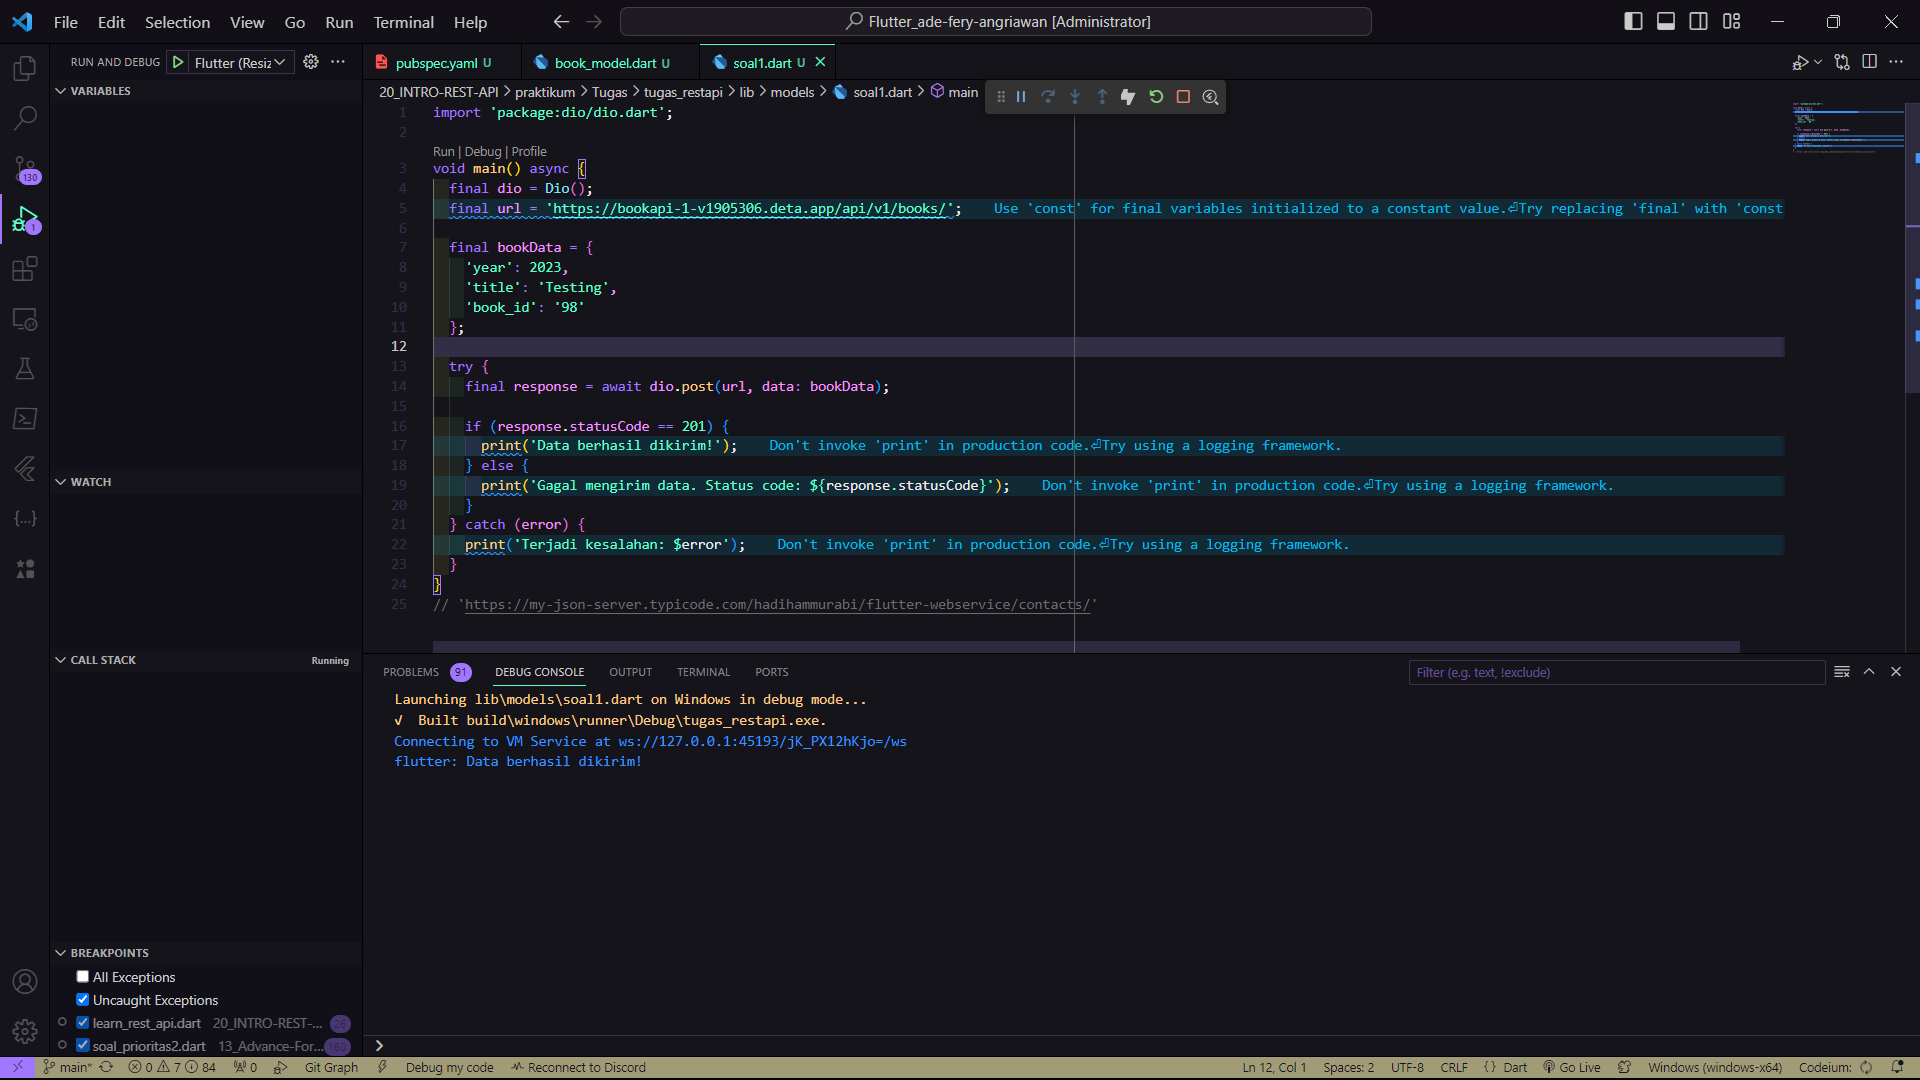 File Edit Selection View Go Run Terminal Help
Flutter_ade-fery-angriawan [Administrator]
RUN AND DEBUG Flutter (Resiz
pubspec.yaml U book_model.dart U soal1.dart U
VARIABLES
20_INTRO-REST-API > praktikum > Tugas > tugas_restapi > lib > models > soal1.dart > main
1 import 'package:dio/dio.dart';
2
Run | Debug | Profile
3 void main() async {
4 final dio = Dio();
5 final url = 'https://bookapi-1-v1905306.deta.app/api/v1/books/'; Use 'const' for final variables initialized to a constant value.⏎Try replacing 'final' with 'const
6
7 final bookData = {
8 'year': 2023,
9 'title': 'Testing',
10 'book_id': '98'
11 };
12
13 try {
14 final response = await dio.post(url, data: bookData);
15
16 if (response.statusCode == 201) {
17 print('Data berhasil dikirim!'); Don't invoke 'print' in production code.⏎Try using a logging framework.
18 } else {
19 print('Gagal mengirim data. Status code: ${response.statusCode}'); Don't invoke 'print' in production code.⏎Try using a logging framework.
20 }
21 } catch (error) {
22 print('Terjadi kesalahan: $error'); Don't invoke 'print' in production code.⏎Try using a logging framework.
23 }
24 }
25 // 'https://my-json-server.typicode.com/hadihammurabi/flutter-webservice/contacts/'
130
1
WATCH
CALL STACK Running
PROBLEMS 91 DEBUG CONSOLE OUTPUT TERMINAL PORTS Filter (e.g. text, !exclude)
Launching lib\models\soal1.dart on Windows in debug mode...
√ Built build\windows\runner\Debug\tugas_restapi.exe.
Connecting to VM Service at ws://127.0.0.1:45193/jK_PX12hKjo=/ws
flutter: Data berhasil dikirim!
BREAKPOINTS
All Exceptions
Uncaught Exceptions
learn_rest_api.dart 20_INTRO-REST-... 26
soal_prioritas2.dart 13_Advance-For... 160
main* 0 7 84 0 Git Graph Debug my code Reconnect to Discord Ln 12, Col 1 Spaces: 2 UTF-8 CRLF {} Dart Go Live Windows (windows-x64) Codeium: